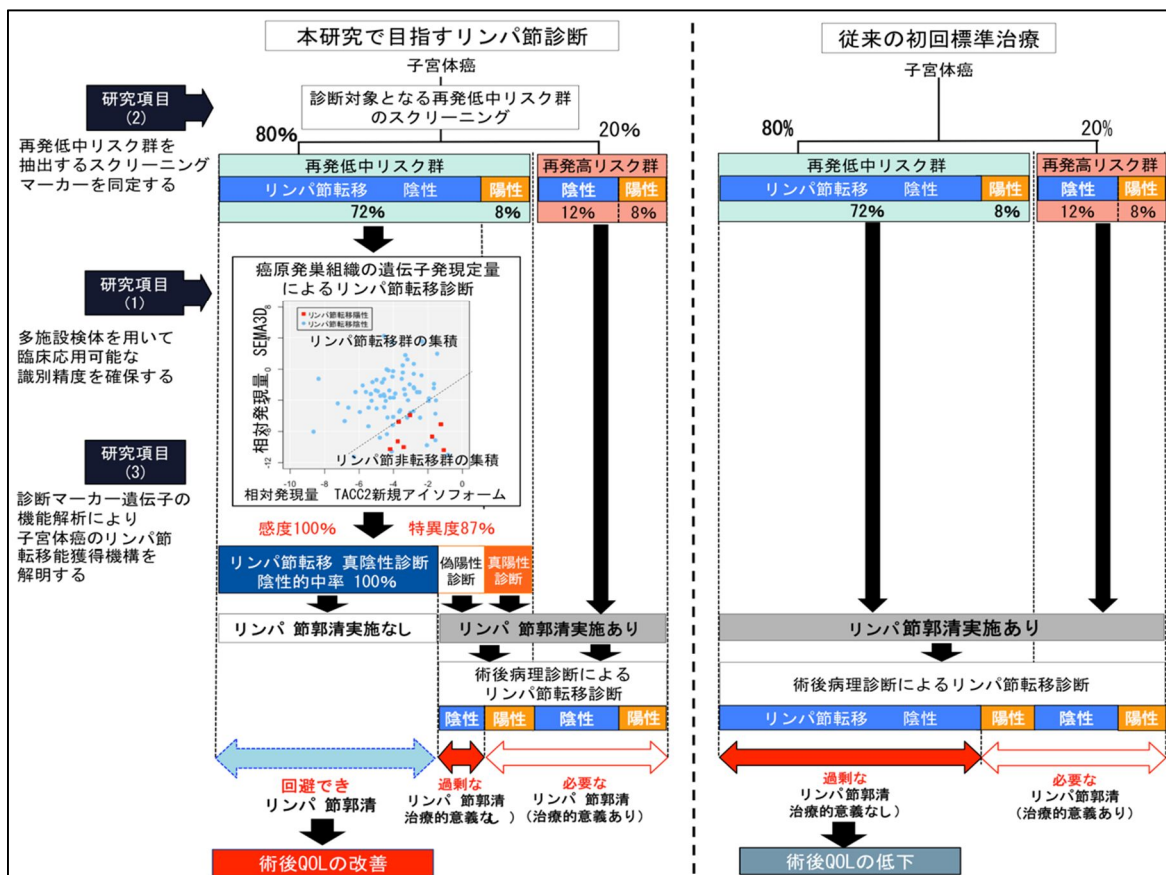 本研究で目指すリンパ節診断
子宮体癌
研究項目
(2)
再発低中リスク群を
抽出するスクリーニング
マーカーを同定する
診断対象となる再発低中リスク群
のスクリーニング
80%
20%
再発低中リスク群
再発高リスク群
リンパ節転移 陰性
陽性
陰性
陽性
72%
8%
12%
8%
研究項目
(1)
多施設検体を用いて
臨床応用可能な
識別精度を確保する
癌原発巣組織の遺伝子発現定量
によるリンパ節転移診断
リンパ節転移陽性
リンパ節転移陰性
リンパ節転移群の集積
リンパ節非転移群の集積
相対発現量 SEMA3D
8
4
0
-4
-8
-12
-10
-8
-6
-4
-2
0
相対発現量 TACC2新規アイソフォーム
研究項目
(3)
診断マーカー遺伝子の
機能解析により
子宮体癌のリンパ節
転移能獲得機構を
解明する
感度100%
特異度87%
リンパ節転移 真陰性診断
陰性的中率 100%
偽陽性
診断
真陽性
診断
リンパ 節郭清実施なし
リンパ 節郭清実施あり
術後病理診断による
リンパ節転移診断
陰性
陽性
陰性
陽性
回避でき
リンパ 節郭清
過剰な
リンパ 節郭清
治療的意義なし)
必要な
リンパ 節郭清
(治療的意義あり)
術後QOLの改善
従来の初回標準治療
子宮体癌
80%
20%
再発低中リスク群
再発高リスク群
リンパ節転移 陰性
陽性
陰性
陽性
72%
8%
12%
8%
リンパ節郭清実施あり
術後病理診断によるリンパ節転移診断
リンパ節転移 陰性
陽性
陰性
陽性
過剰な
リンパ節郭清
治療的意義なし)
必要な
リンパ節郭清
(治療的意義あり)
術後QOLの低下